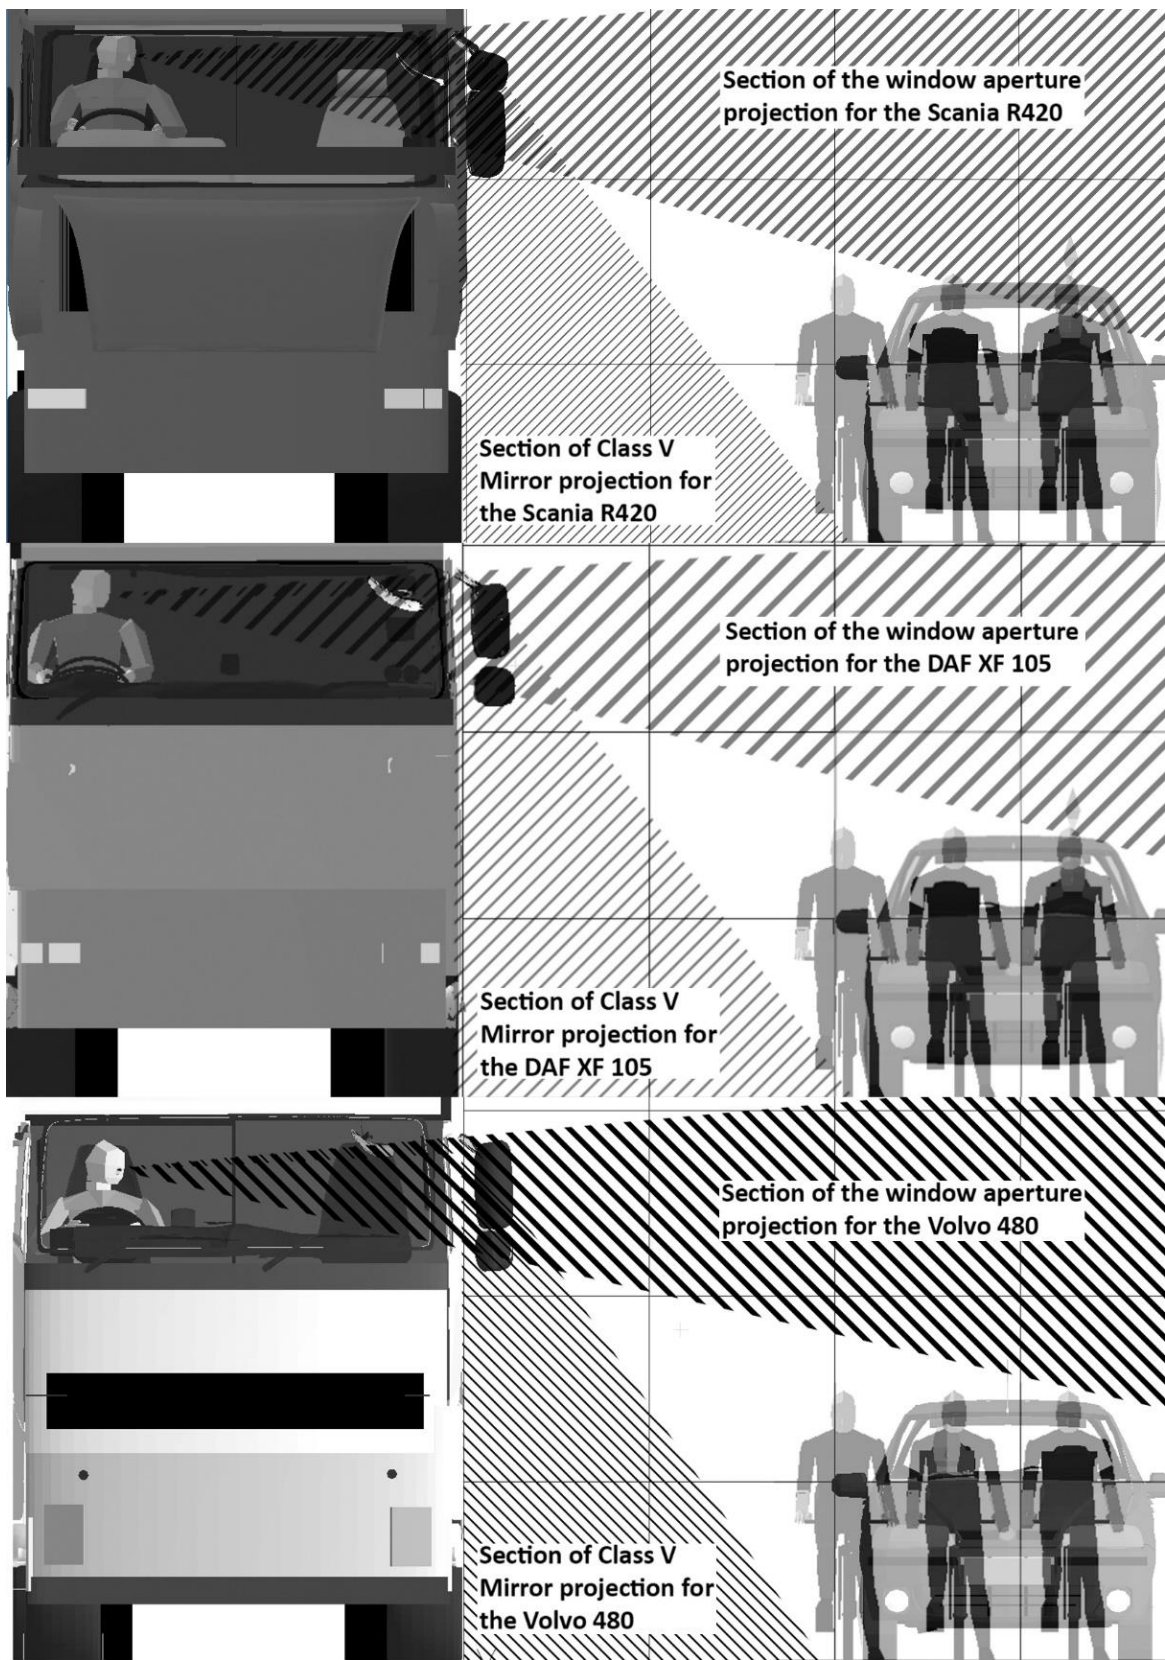 Section of the window aperture
projection for the Scania R420
Section of Class V
Mirror projection for
the Scania R420
Section of the window aperture
projection for the DAF XF 105
Section of Class V
Mirror projection for
the DAF XF 105
Section of the window aperture
projection for the Volvo 480
Section of Class V
Mirror projection for
the Volvo 480